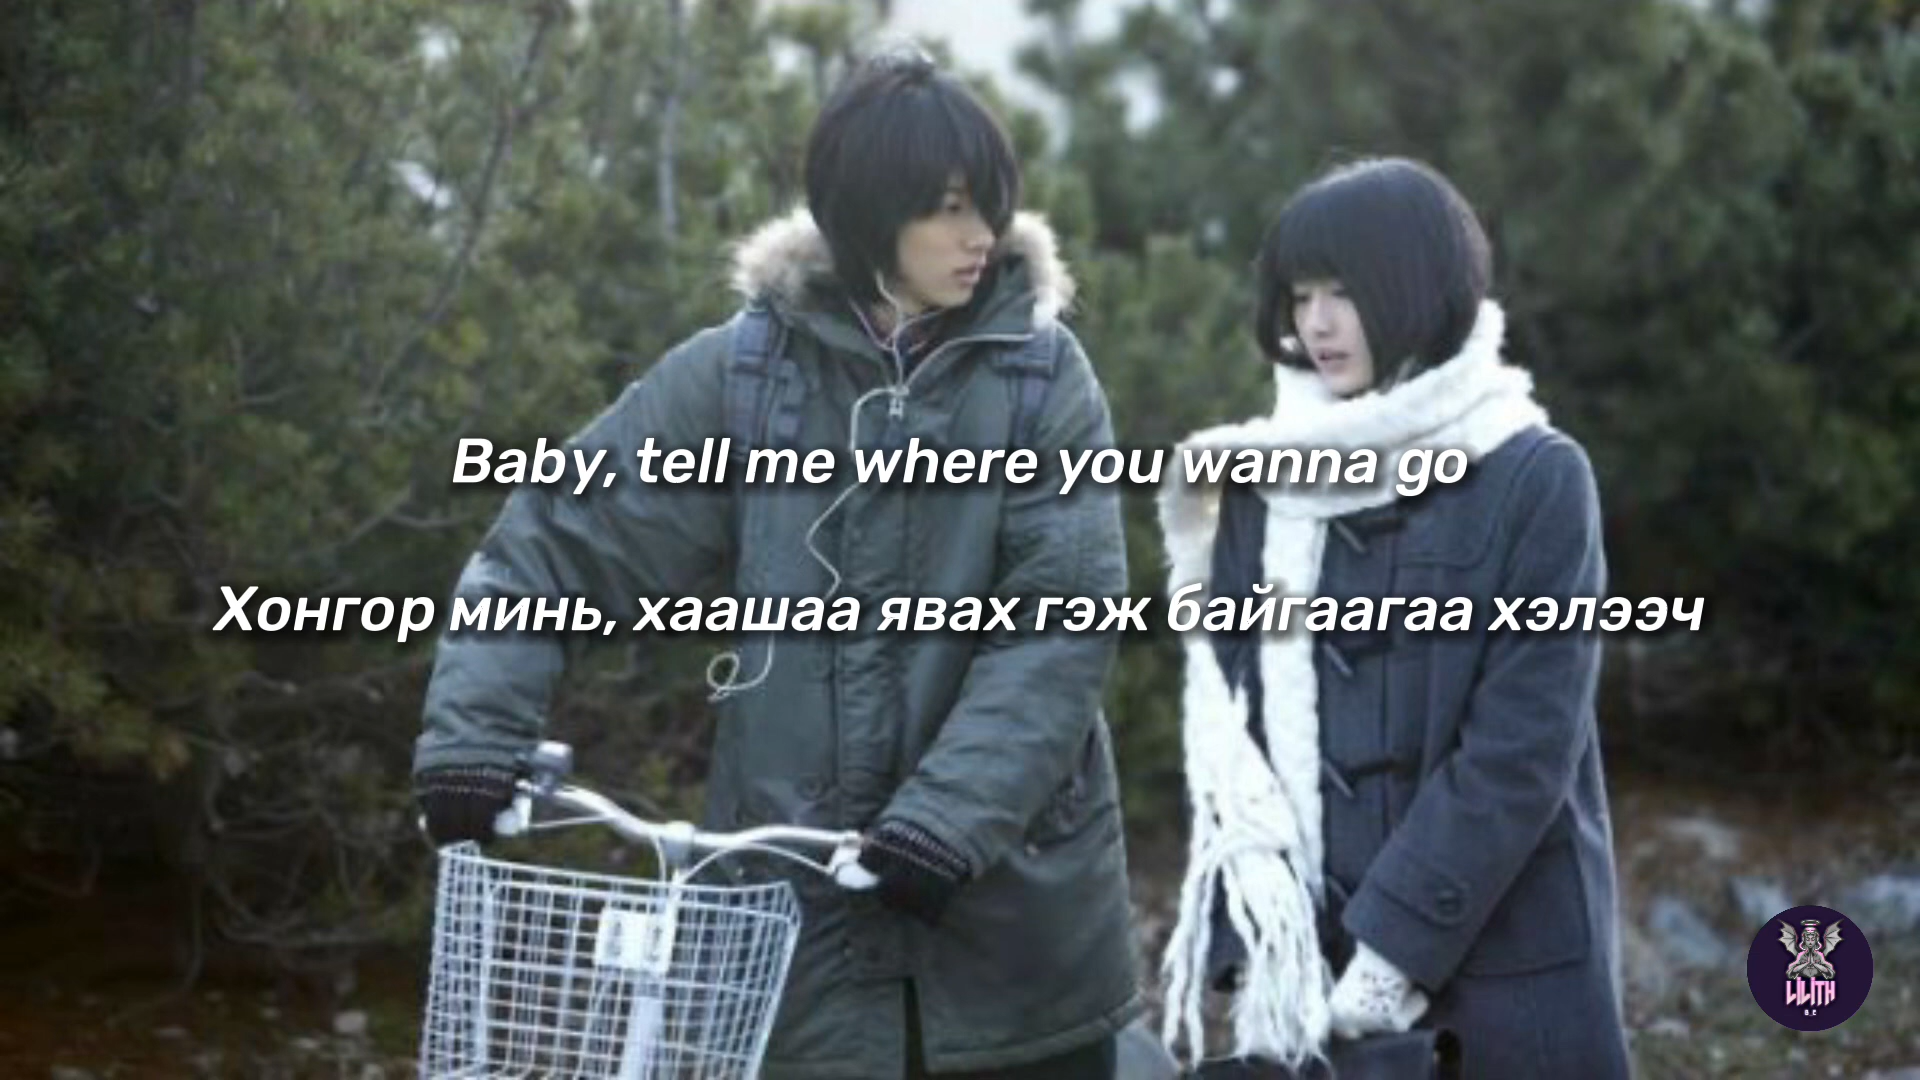 Baby, tell me where you wanna go
Хонгор минь, хаашаа явах гэж байгаагаа хэлээч
LILITH